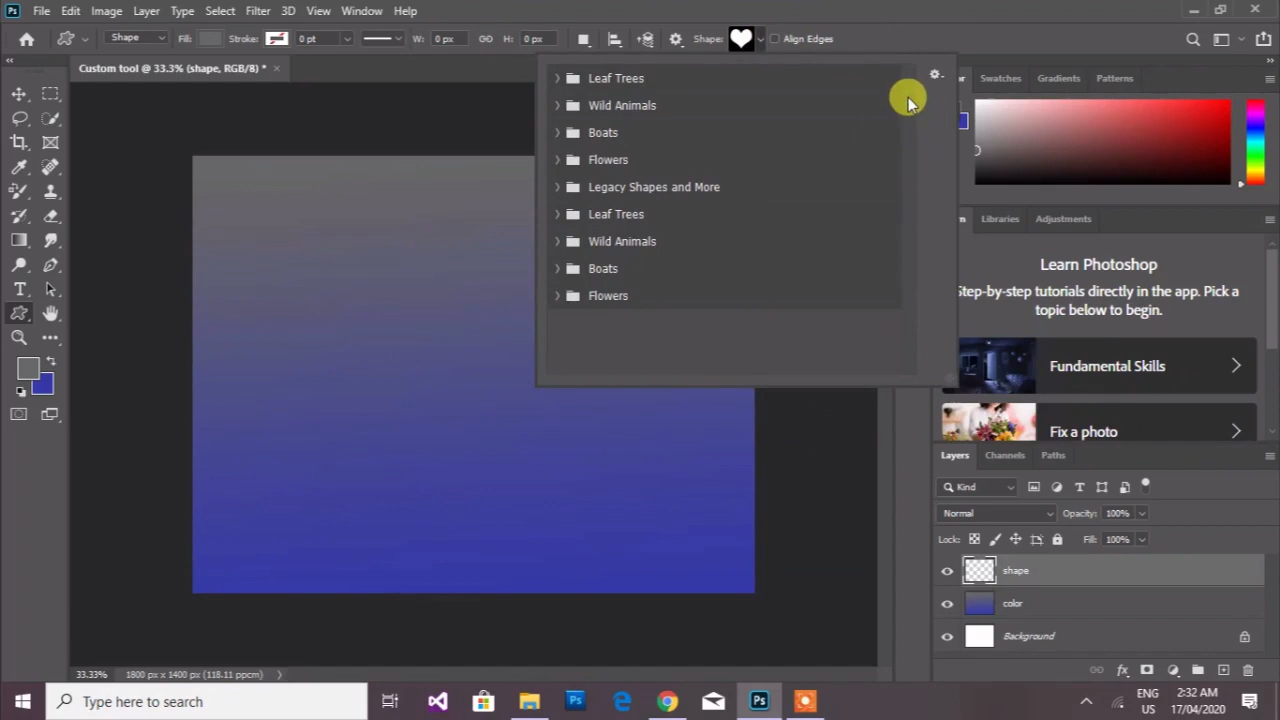 Ps File Edit Image Layer Type Select Filter 3D View Window Help
Shape Fill: Stroke: 0 pt W: 0 px H: 0 px Shape: Align Edges
Custom tool @ 33.3% (shape, RGB/8) *
Swatches Gradients Patterns
Leaf Trees
Wild Animals
Boats
Flowers
Legacy Shapes and More
Leaf Trees
Wild Animals
Boats
Flowers
Libraries Adjustments
Learn Photoshop
Step-by-step tutorials directly in the app. Pick a
topic below to begin.
Fundamental Skills
Fix a photo
Layers Channels Paths
Kind
Normal Opacity: 100%
Lock: Fill: 100%
shape
color
Background
33.33% 1800 px x 1400 px (118.11 ppcm)
Type here to search
Ps
Ps
ENG
US
2:32 AM
17/04/2020